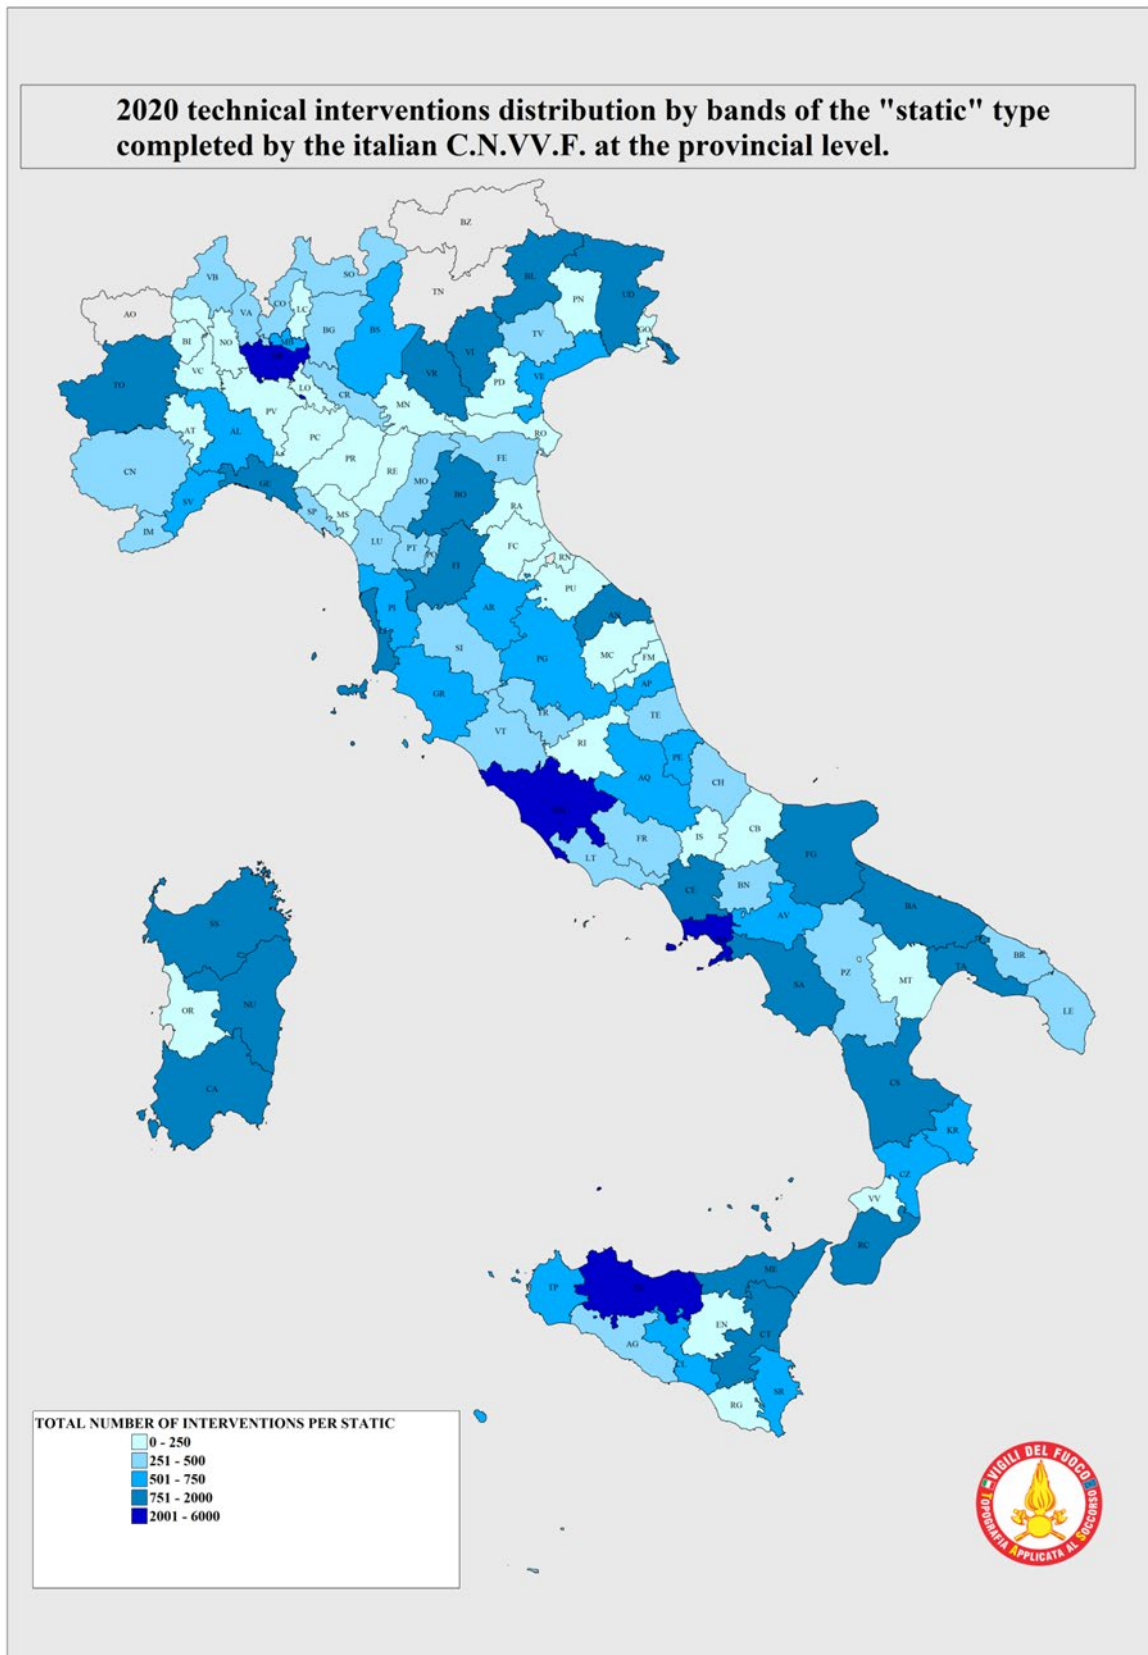 2020 technical interventions distribution by bands of the "static" type
completed by the italian C.N.VV.F. at the provincial level.
BZ
VB
SO
BL
AO
VA
CO
LC
TN
PN
UD
BI
NO
BG
BS
TV
GO
MB
VI
TO
VC
VR
VE
LO
CR
PD
PV
MN
AT
AL
PC
RO
PR
RE
FE
CN
MO
GE
BO
SV
SP
MS
RA
IM
LU
PT
PO
FC
FI
RN
PU
PI
AR
AN
SI
PG
MC
FM
GR
AP
TR
TE
VT
RI
PE
AQ
CH
FR
IS
CB
LT
FG
CE
BN
BA
AV
SS
PZ
MT
TA
BR
NU
SA
OR
LE
CA
CS
KR
CZ
VV
RC
ME
TP
EN
AG
CT
CL
SR
RG
TOTAL NUMBER OF INTERVENTIONS PER STATIC
0 - 250
251 - 500
501 - 750
751 - 2000
2001 - 6000
VIGILI DEL FUOCO
TOPOGRAFIA APPLICATA AL SOCCORSO